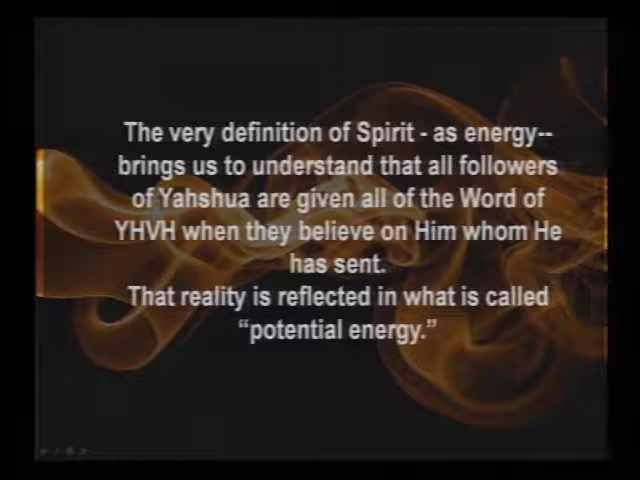 The very definition of Spirit - as energy--
brings us to understand that all followers
of Yahshua are given all of the Word of
YHVH when they believe on Him whom He
has sent.
That reality is reflected in what is called
“potential energy.”